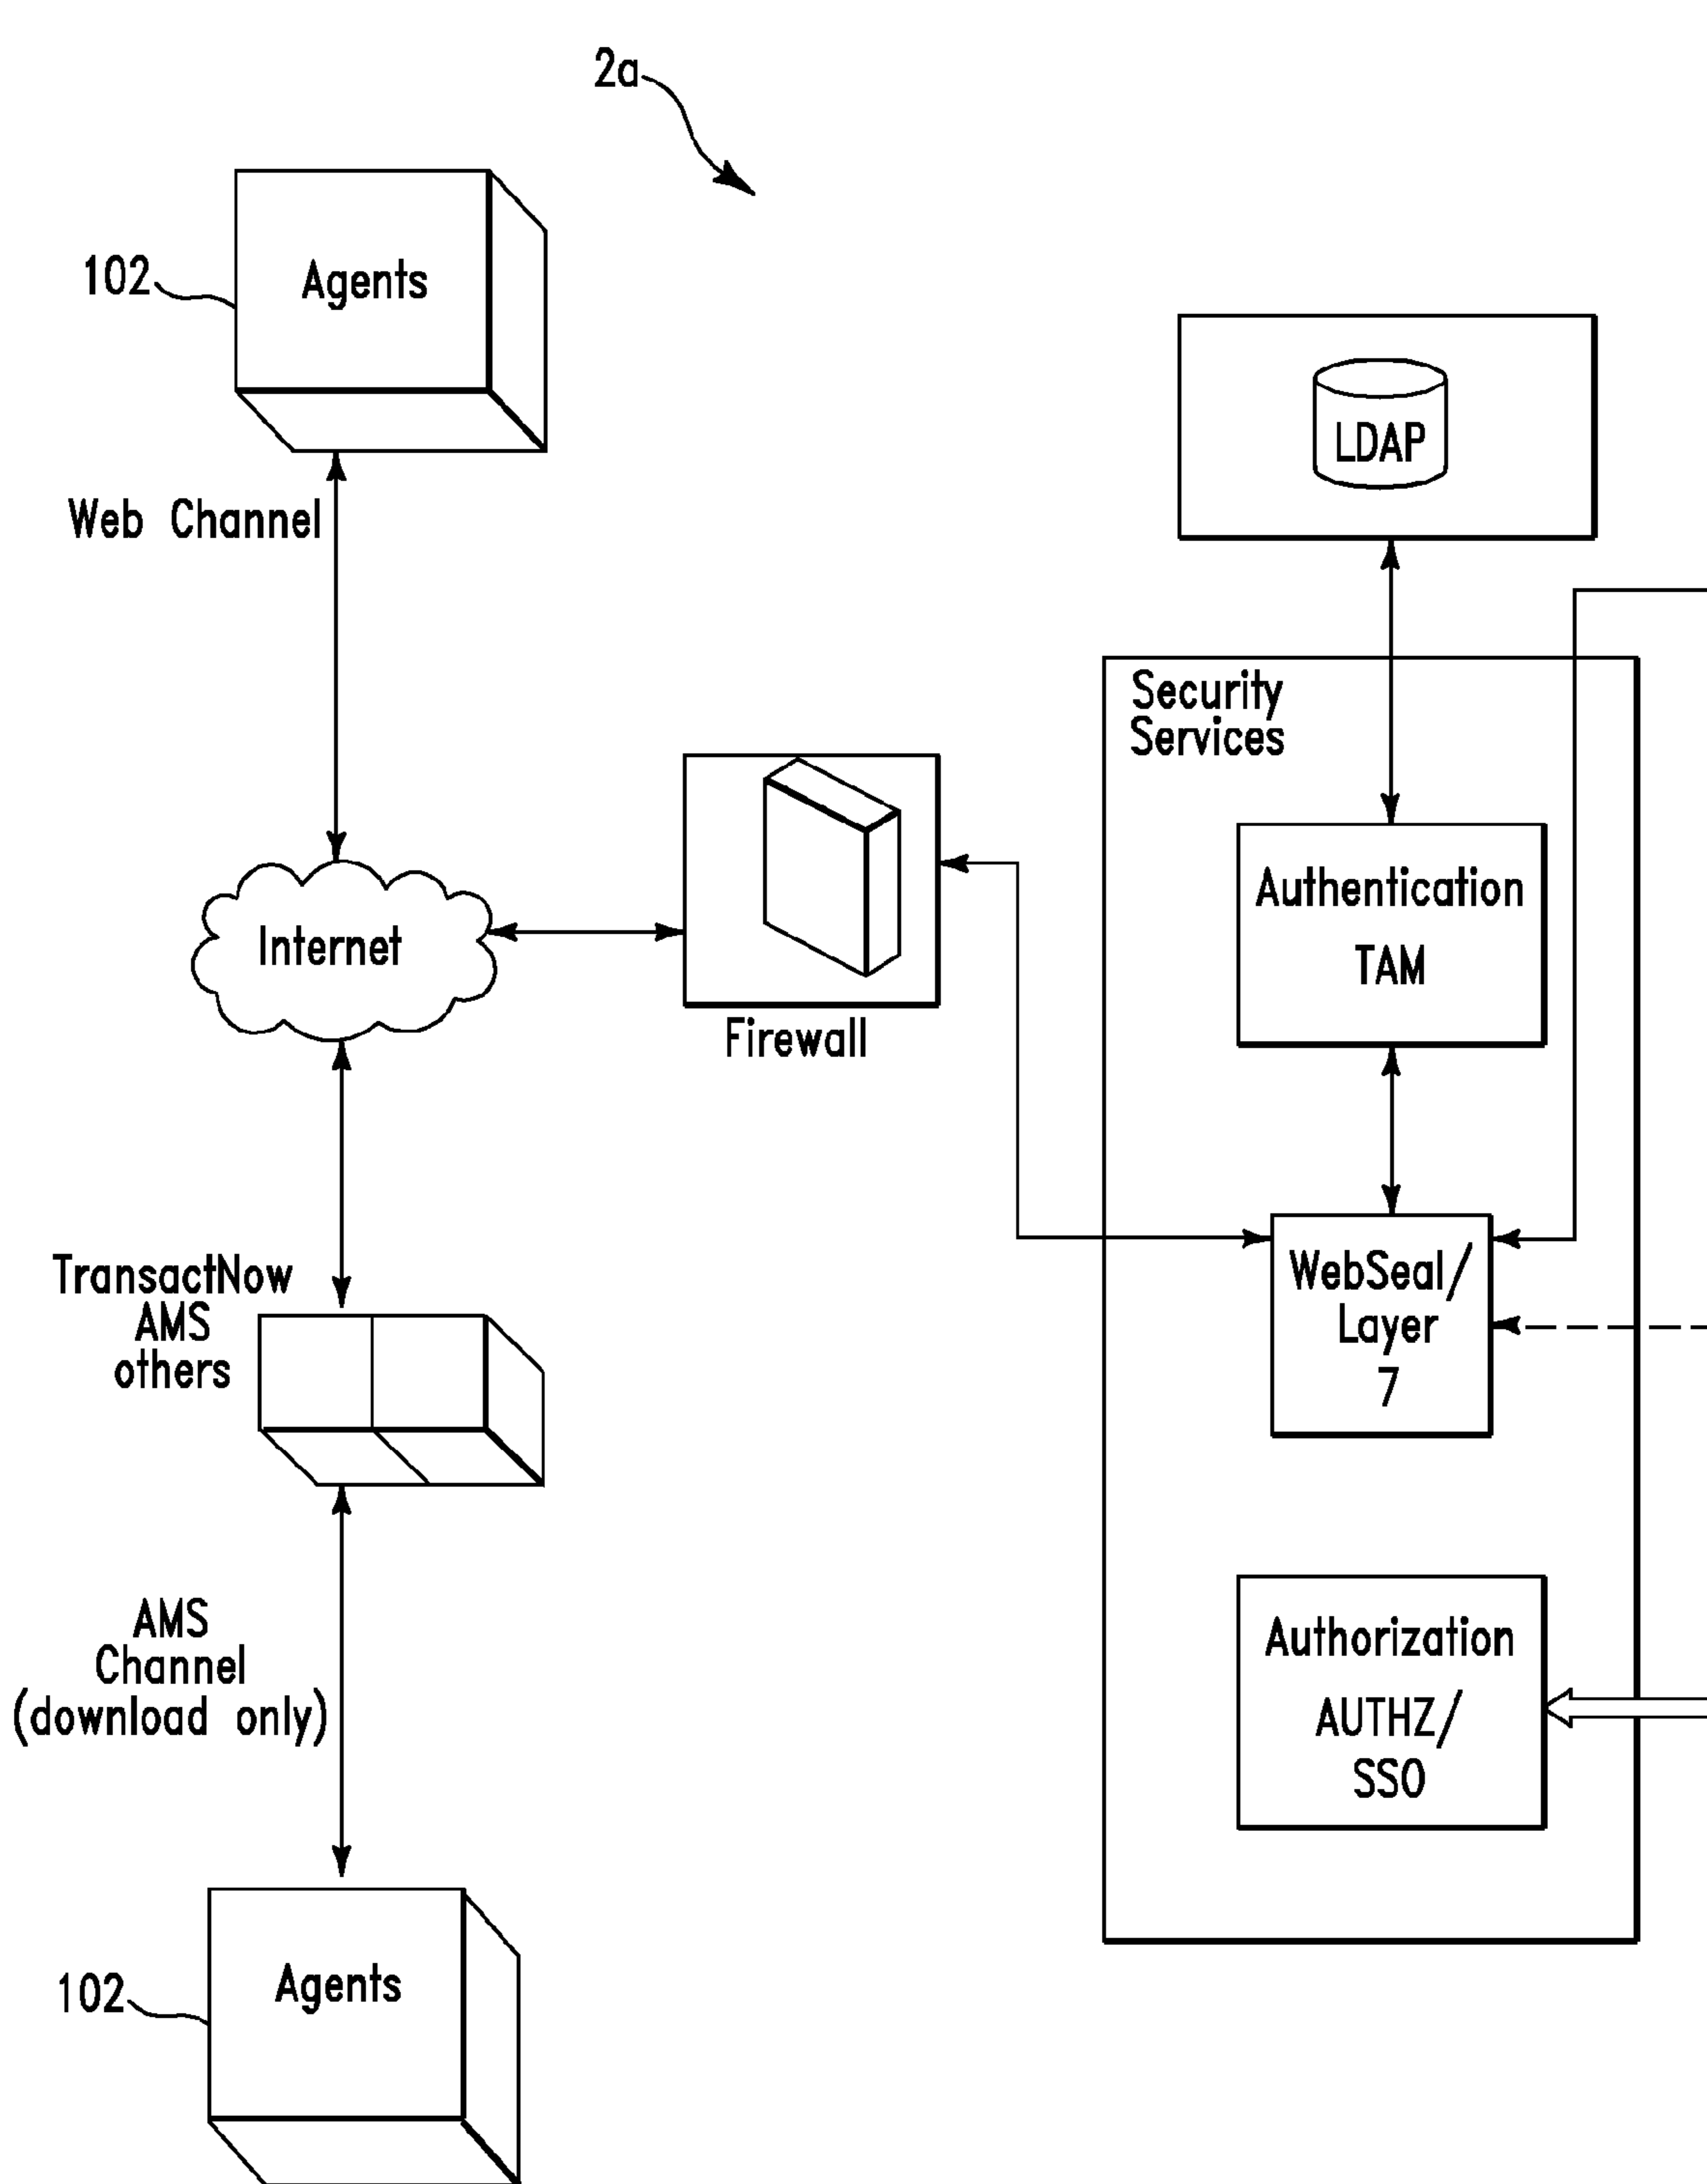 2a
102
Agents
Web Channel
LDAP
Security
Services
Authentication
TAM
Internet
Firewall
WebSeal/
Layer
7
TransactNow
AMS
others
AMS
Channel
(download only)
Authorization
AUTHZ/
SSO
102
Agents